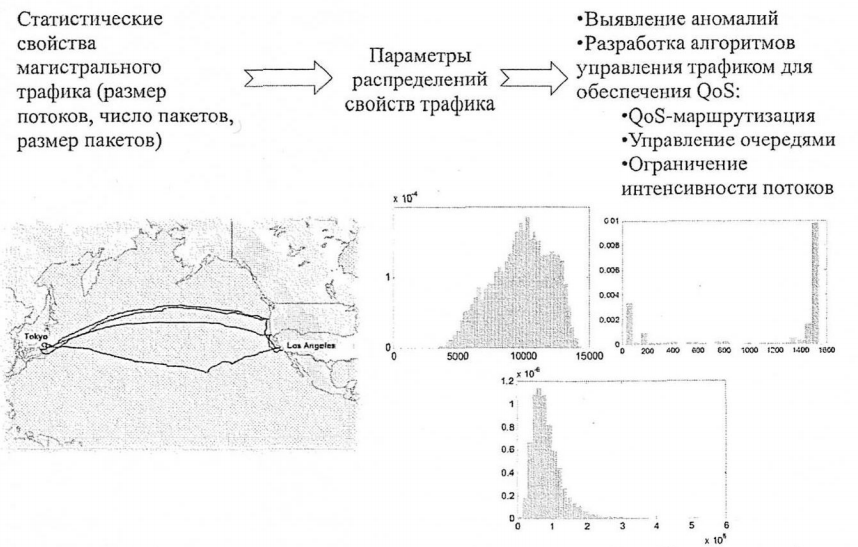 Статистические
свойства
магистрального
трафика (размер
потоков, число пакетов,
размер пакетов)
Параметры
распределений
свойств трафика
•Выявление аномалий
•Разработка алгоритмов
управления трафиком для
обеспечения QoS:
•QoS-маршрутизация
•Управление очередями
•Ограничение
интенсивности потоков
Tokyo
Los Angeles
x 10⁻⁴
1
0
0 5000 10000 15000
0.01
0.008
0.006
0.004
0.002
0
0 200 400 600 800 1000 1200 1400 1600
x 10⁻⁶
1.2
1
0.8
0.6
0.4
0.2
0
0 1 2 3 4 5 6
x 10⁵